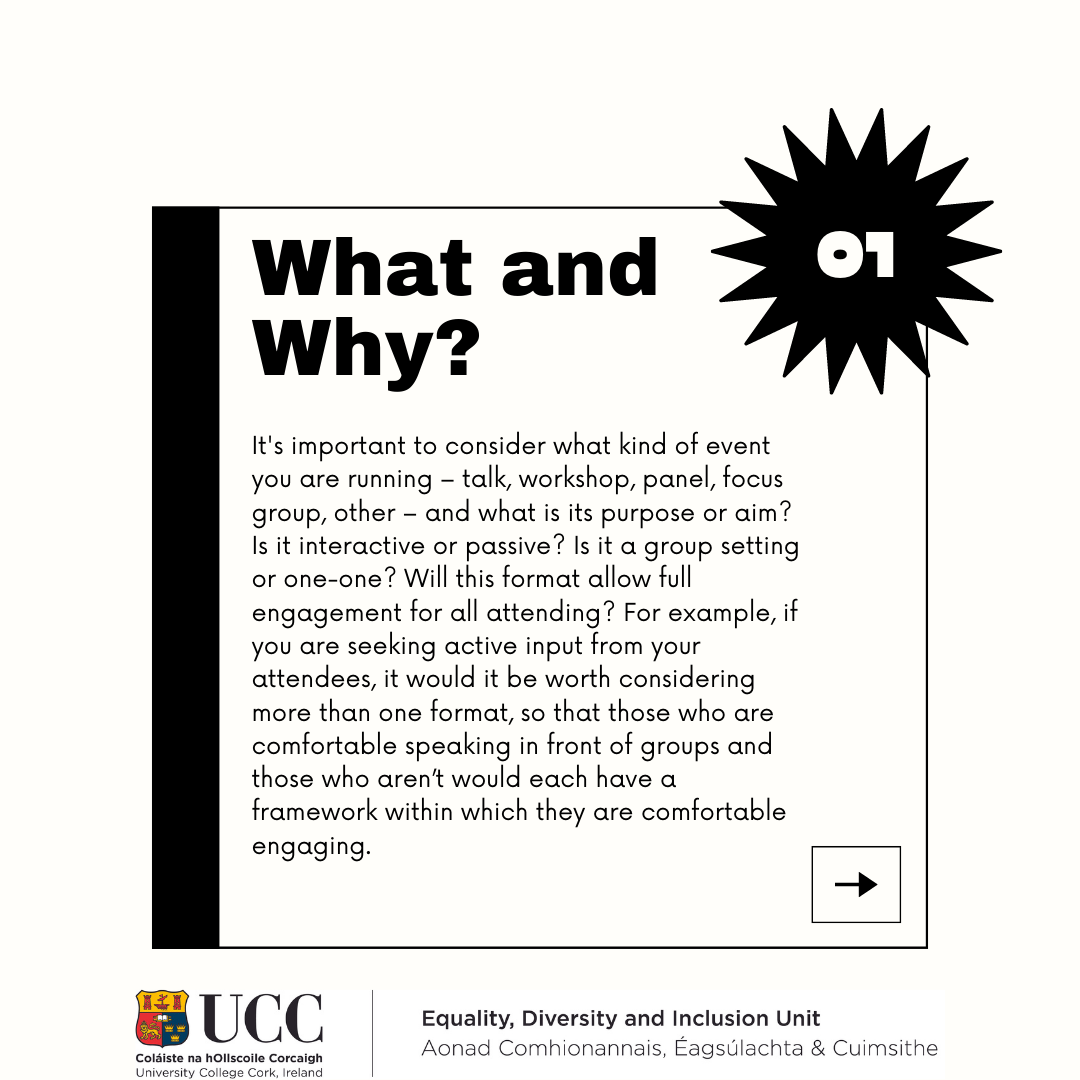 01
What and
Why?
It's important to consider what kind of event
you are running – talk, workshop, panel, focus
group, other – and what is its purpose or aim?
Is it interactive or passive? Is it a group setting
or one-one? Will this format allow full
engagement for all attending? For example, if
you are seeking active input from your
attendees, it would it be worth considering
more than one format, so that those who are
comfortable speaking in front of groups and
those who aren’t would each have a
framework within which they are comfortable
engaging.
UCC
Coláiste na hOllscoile Corcaigh
University College Cork, Ireland
Equality, Diversity and Inclusion Unit
Aonad Comhionannais, Éagsúlachta & Cuimsithe